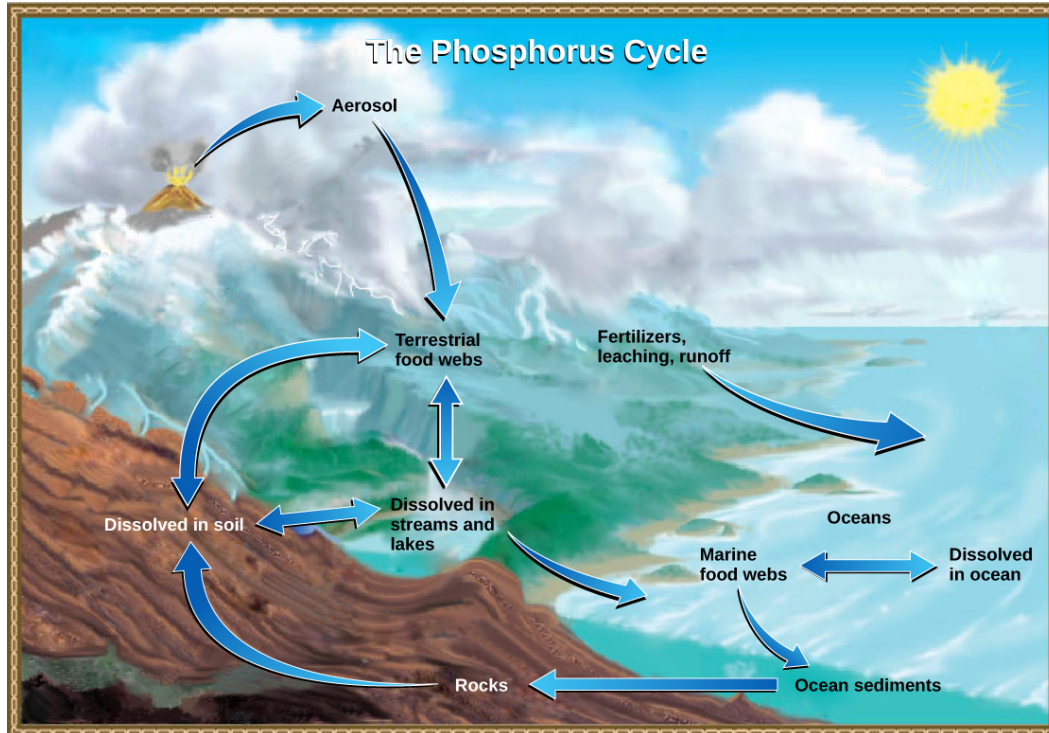 The Phosphorus Cycle
Aerosol
Terrestrial
food webs
Fertilizers,
leaching, runoff
Dissolved in soil
Dissolved in
streams and
lakes
Oceans
Marine
food webs
Dissolved
in ocean
Rocks
Ocean sediments